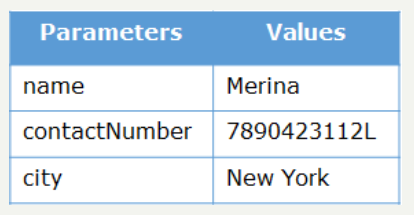 Parameters Values
name Merina
contactNumber 7890423112L
city New York